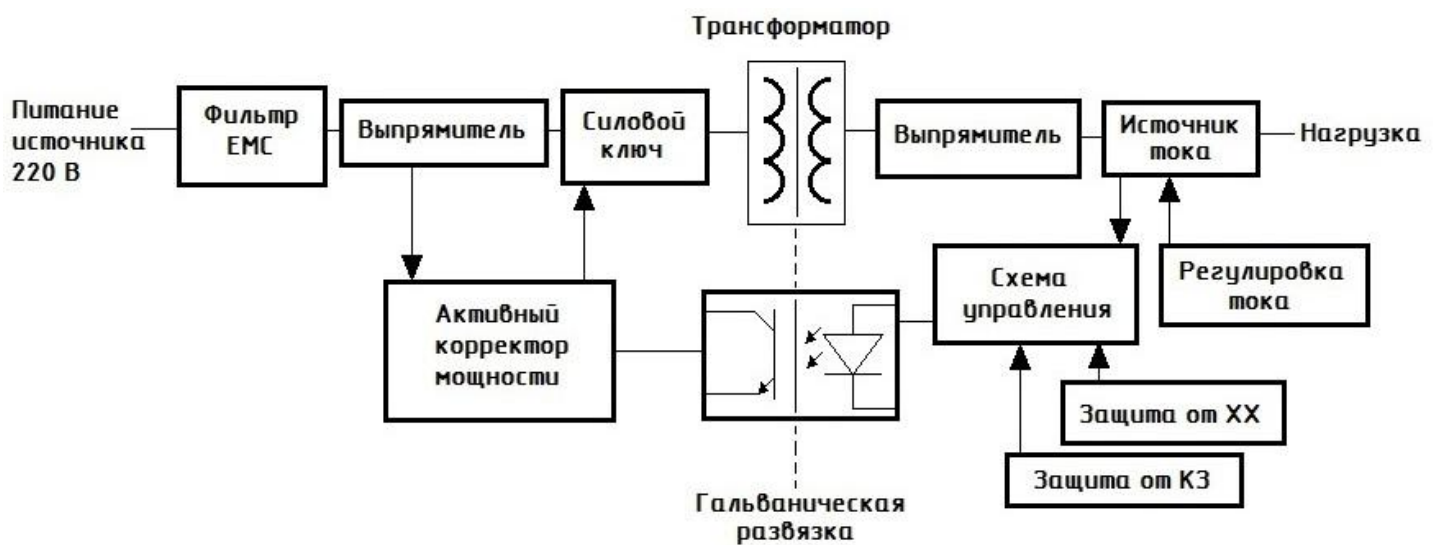 Трансформатор
Питание
источника
220 В
Фильтр
ЕМС
Выпрямитель
Силовой
ключ
Выпрямитель
Источник
тока
Нагрузка
Активный
корректор
мощности
Схема
управления
Регулировка
тока
Защита от ХХ
Защита от КЗ
Гальваническая
развязка